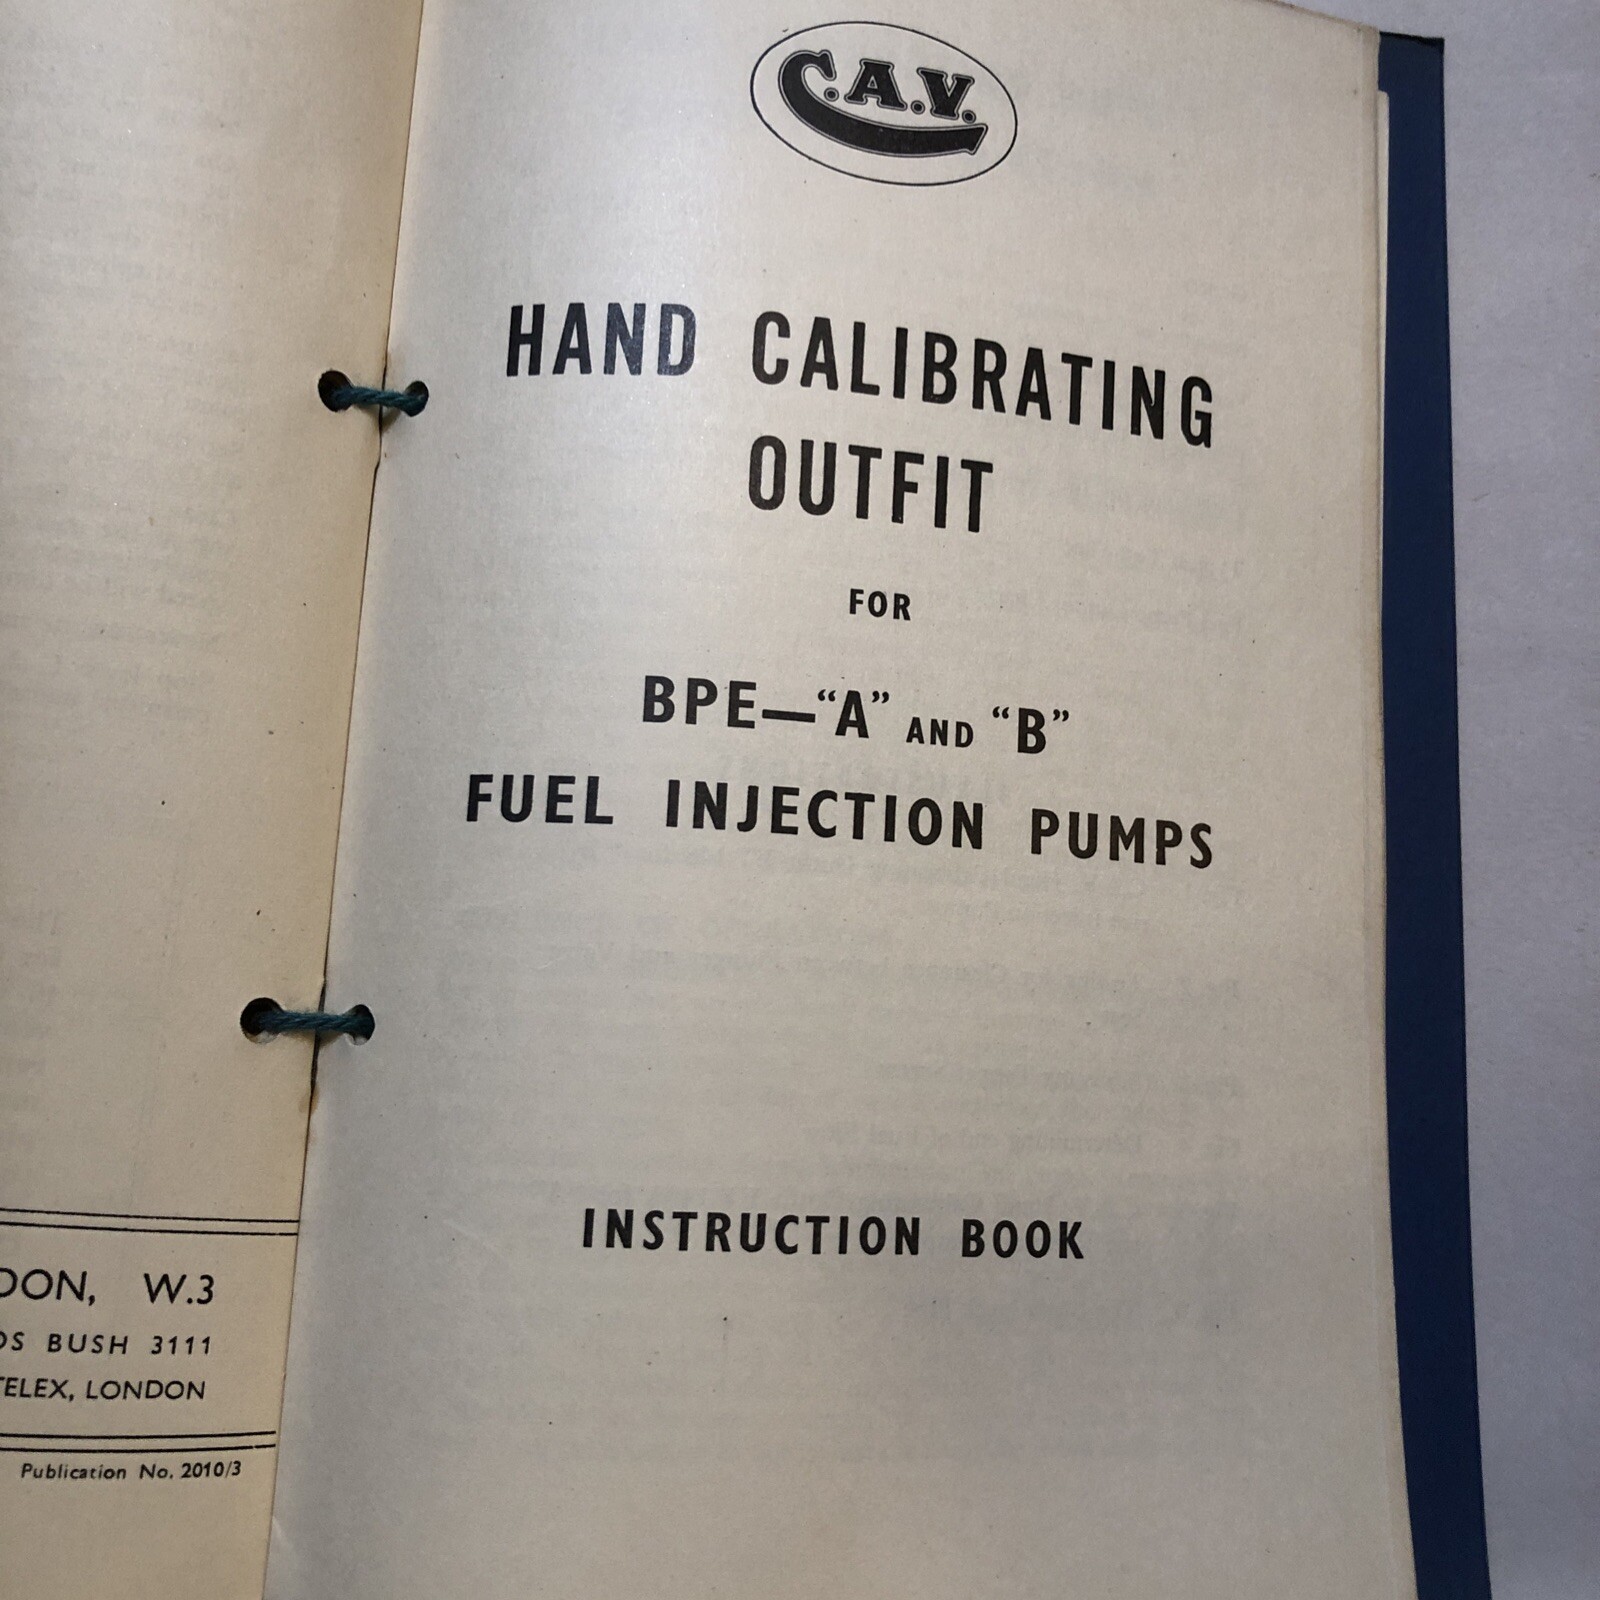 DON, W.3
DS BUSH 3111
TELEX, LONDON
Publication No. 2010/3
C.A.V.
HAND CALIBRATING
OUTFIT
FOR
BPE—“A” AND “B”
FUEL INJECTION PUMPS
INSTRUCTION BOOK